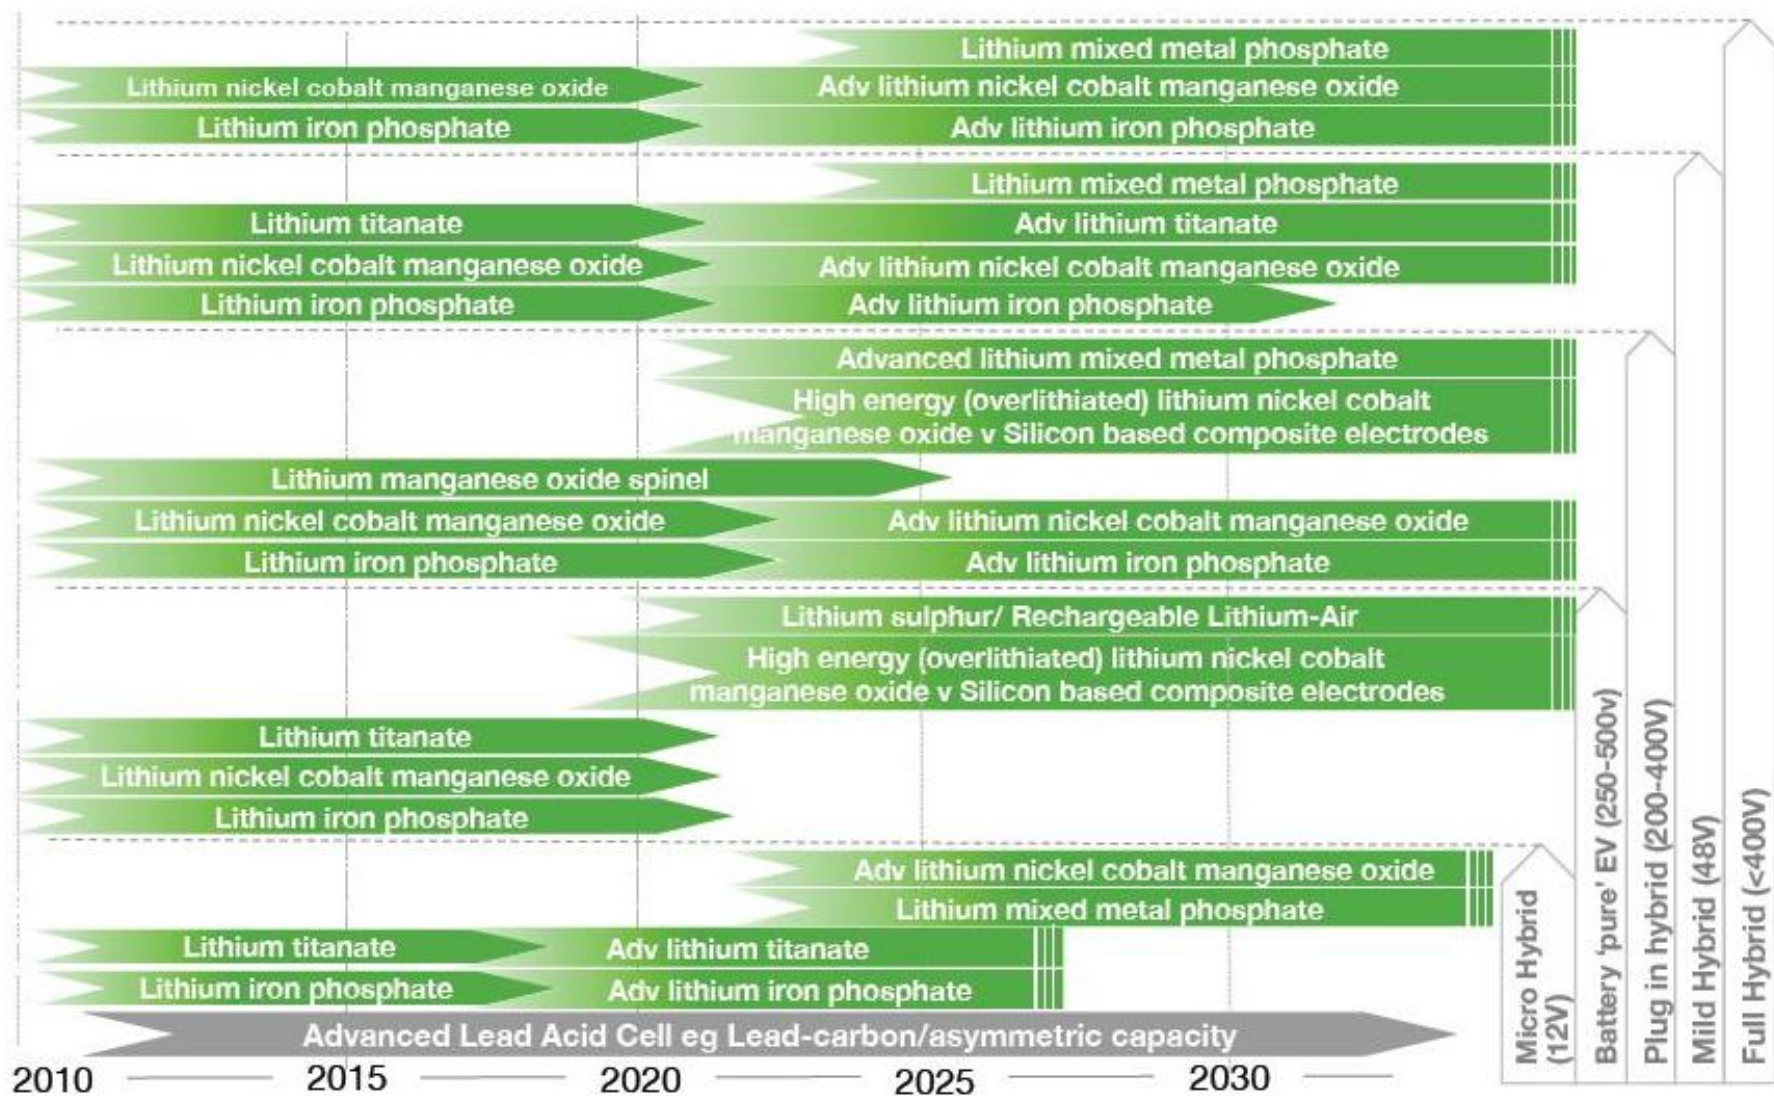 Lithium mixed metal phosphate
Lithium nickel cobalt manganese oxide
Adv lithium nickel cobalt manganese oxide
Lithium iron phosphate
Adv lithium iron phosphate
Lithium mixed metal phosphate
Lithium titanate
Adv lithium titanate
Lithium nickel cobalt manganese oxide
Adv lithium nickel cobalt manganese oxide
Lithium iron phosphate
Adv lithium iron phosphate
Advanced lithium mixed metal phosphate
High energy (overlithiated) lithium nickel cobalt
manganese oxide v Silicon based composite electrodes
Lithium manganese oxide spinel
Lithium nickel cobalt manganese oxide
Adv lithium nickel cobalt manganese oxide
Lithium iron phosphate
Adv lithium iron phosphate
Lithium sulphur/ Rechargeable Lithium-Air
High energy (overlithiated) lithium nickel cobalt
manganese oxide v Silicon based composite electrodes
Lithium titanate
Lithium nickel cobalt manganese oxide
Lithium iron phosphate
Adv lithium nickel cobalt manganese oxide
Lithium mixed metal phosphate
Lithium titanate
Adv lithium titanate
Lithium iron phosphate
Adv lithium iron phosphate
Advanced Lead Acid Cell eg Lead-carbon/asymmetric capacity
2010
2015
2020
2025
2030
Micro Hybrid
(12V)
Battery 'pure' EV (250-500v)
Plug in hybrid (200-400V)
Mild Hybrid (48V)
Full Hybrid (<400V)